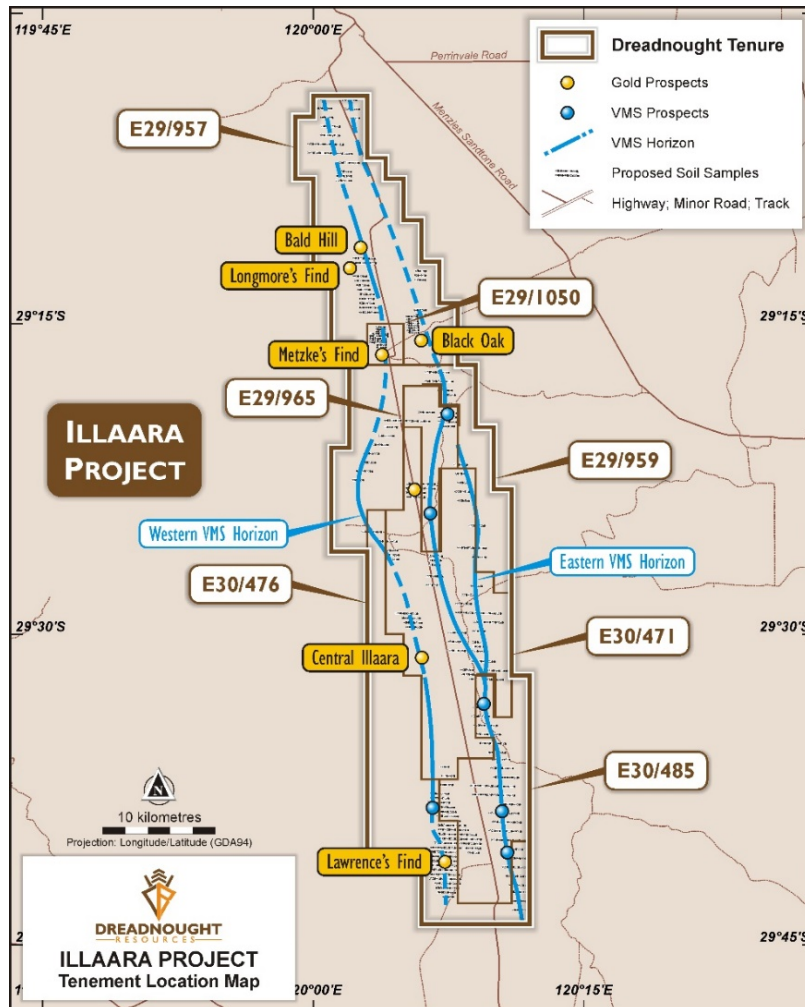 119°45'E
120°00'E
Dreadnought Tenure
Gold Prospects
VMS Prospects
VMS Horizon
Proposed Soil Samples
Highway; Minor Road; Track
Perrinvale Road
Menzies Sandtone Road
E29/957
Bald Hill
Longmore's Find
29°15'S
29°15'S
E29/1050
Metzke's Find
Black Oak
E29/965
ILLAARA
PROJECT
E29/959
Western VMS Horizon
Eastern VMS Horizon
E30/476
29°30'S
29°30'S
E30/471
Central Illaara
E30/485
N
10 kilometres
Projection: Longitude/Latitude (GDA94)
Lawrence's Find
DREADNOUGHT
RESOURCES
ILLAARA PROJECT
Tenement Location Map
29°45'S
120°00'E
120°15'E